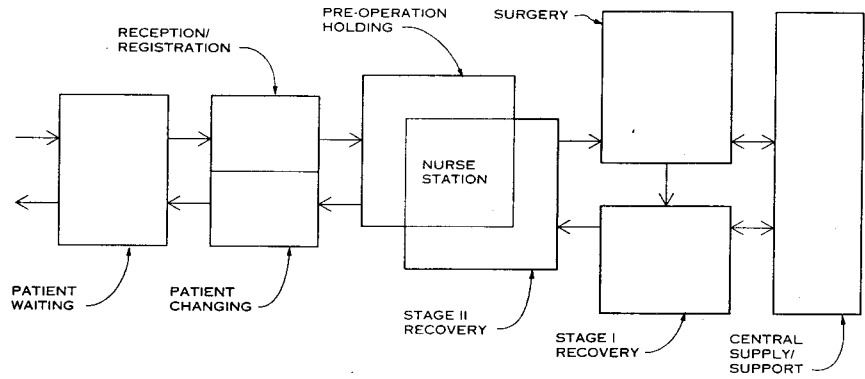 PRE-OPERATION
HOLDING
SURGERY
RECEPTION/
REGISTRATION
NURSE
STATION
PATIENT
WAITING
PATIENT
CHANGING
STAGE II
RECOVERY
STAGE I
RECOVERY
CENTRAL
SUPPLY/
SUPPORT